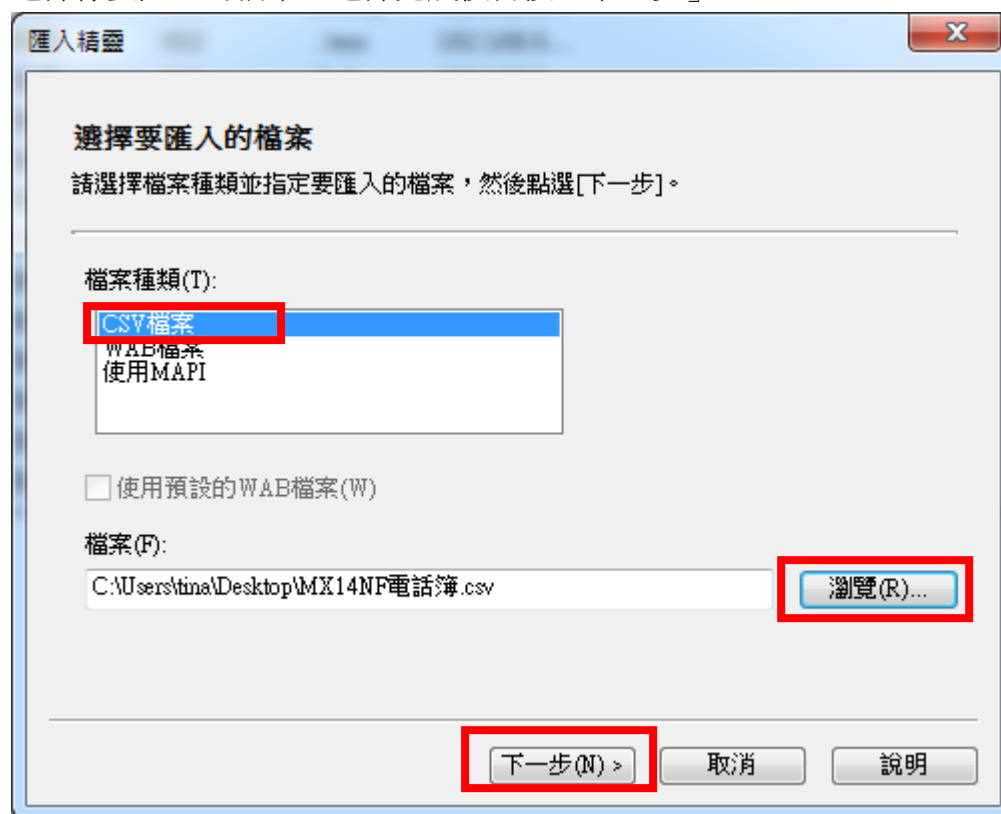 匯入精靈
選擇要匯入的檔案
請選擇檔案種類並指定要匯入的檔案，然後點選[下一步]。
檔案種類(T):
CSV檔案
WAB檔案
使用MAPI
使用預設的WAB檔案(W)
檔案(F):
C:\Users\tina\Desktop\MX14NF電話簿.csv
瀏覽(R)...
下一步(N) >
取消
說明